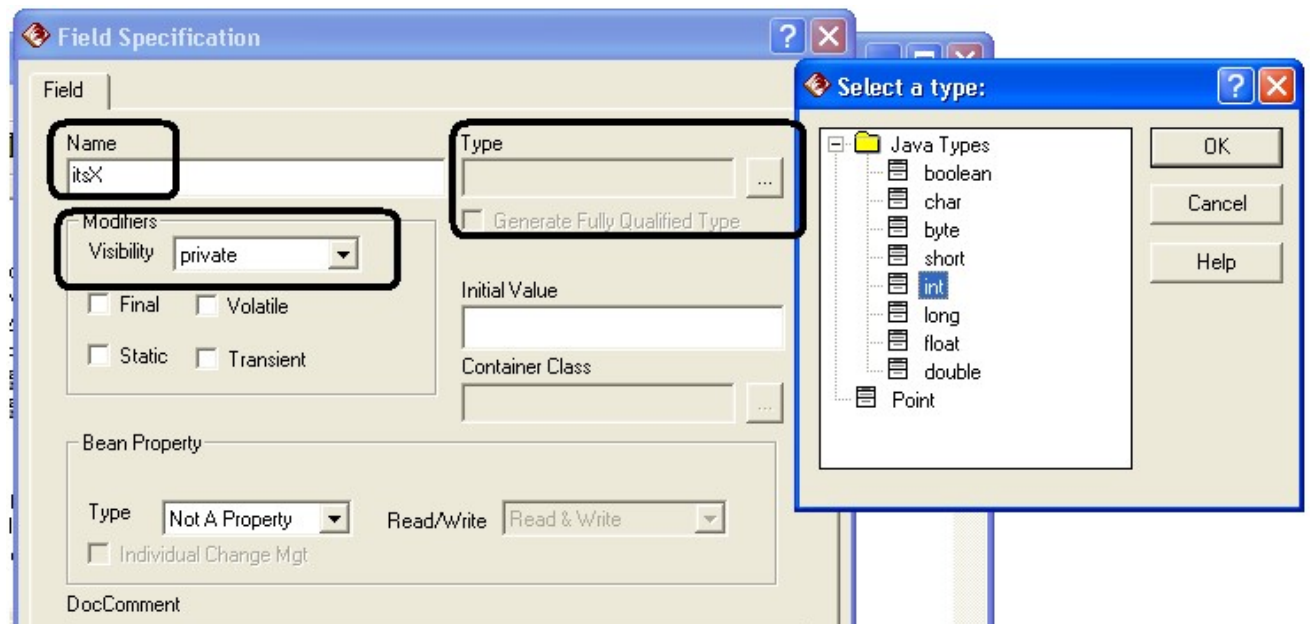 Field Specification
Field
Name
itsX
Type
...
Generate Fully Qualified Type
Modifiers
Visibility private
Final Volatile
Static Transient
Initial Value
Container Class
...
Bean Property
Type Not A Property Read/Write Read & Write
Individual Change Mgt
DocComment
Select a type:
Java Types
boolean
char
byte
short
int
long
float
double
Point
OK
Cancel
Help